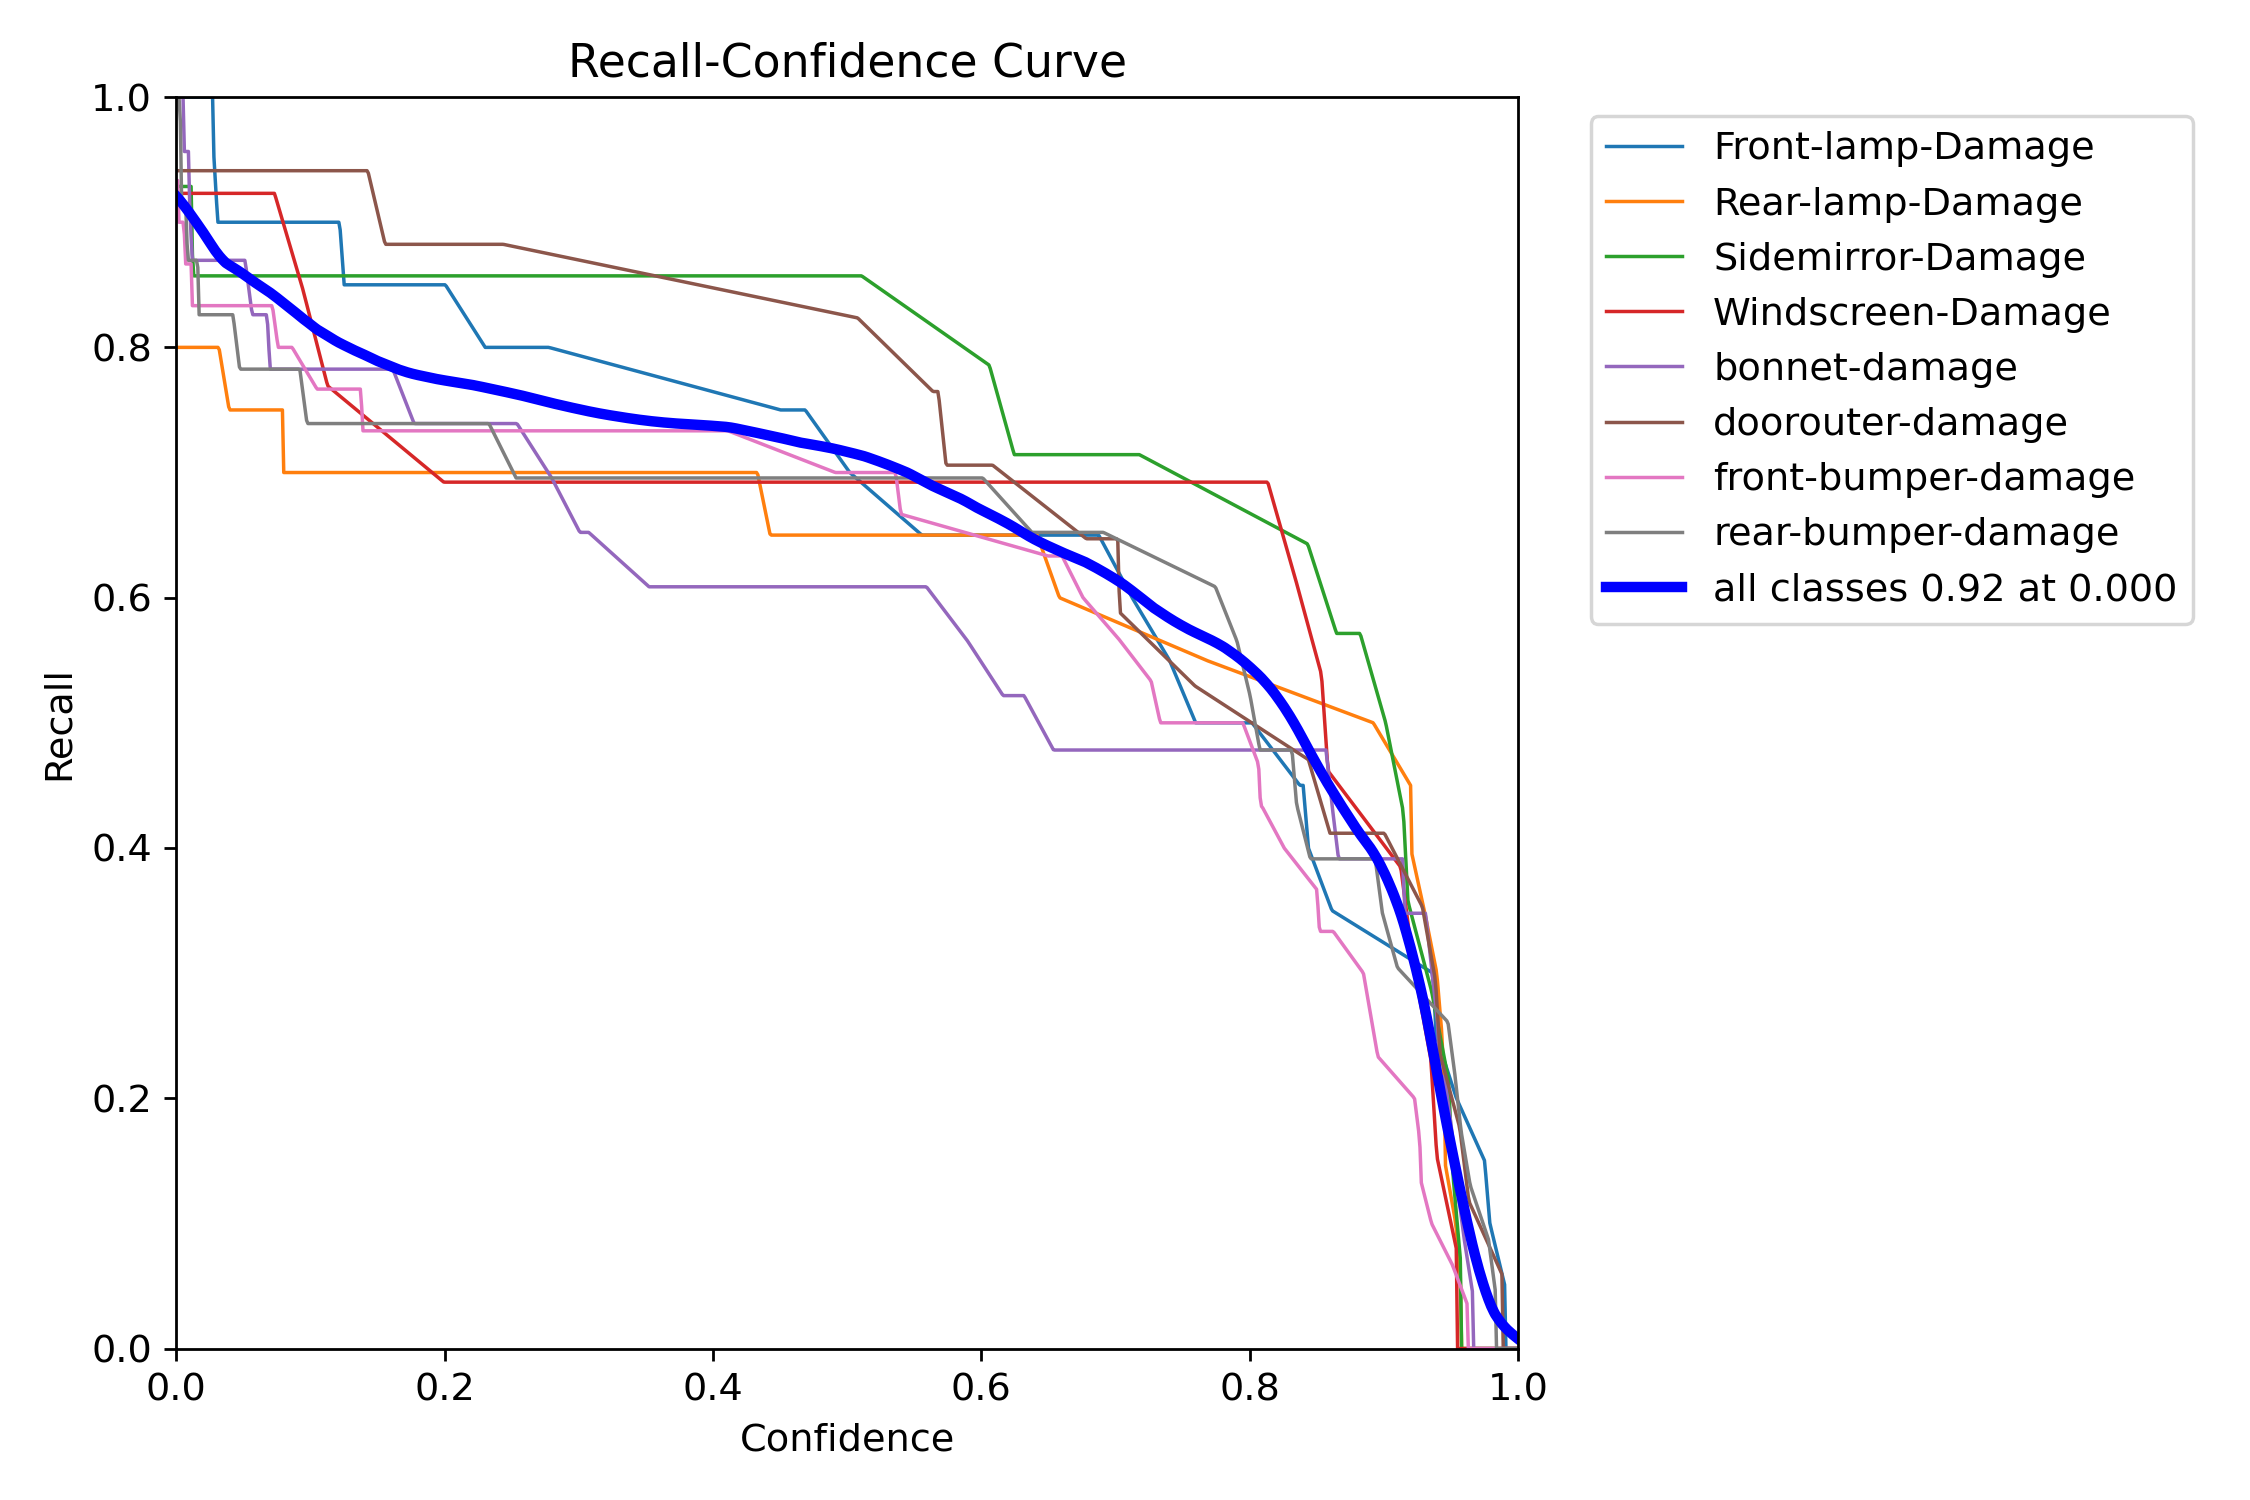 Recall-Confidence Curve
1.0
0.8
0.6
0.4
0.2
0.0
Recall
0.0 0.2 0.4 0.6 0.8 1.0
Confidence
Front-lamp-Damage
Rear-lamp-Damage
Sidemirror-Damage
Windscreen-Damage
bonnet-damage
doorouter-damage
front-bumper-damage
rear-bumper-damage
all classes 0.92 at 0.000